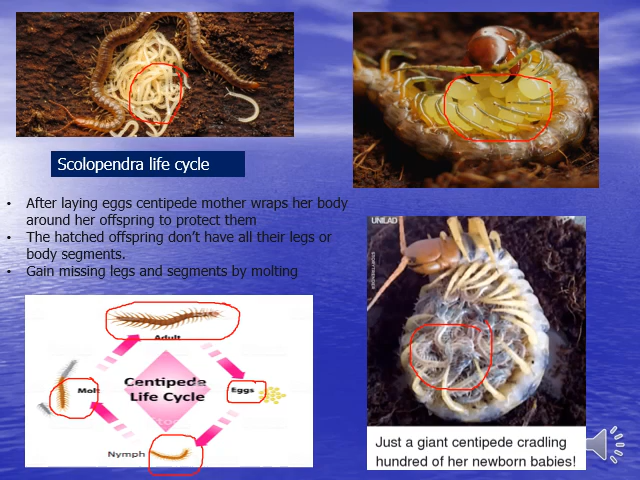 Scolopendra life cycle
• After laying eggs centipede mother wraps her body
around her offspring to protect them
• The hatched offspring don't have all their legs or
body segments.
• Gain missing legs and segments by molting
Adult
Molt
Centipede
Life Cycle
Eggs
Nymph
UNILAD
Just a giant centipede cradling
hundred of her newborn babies!